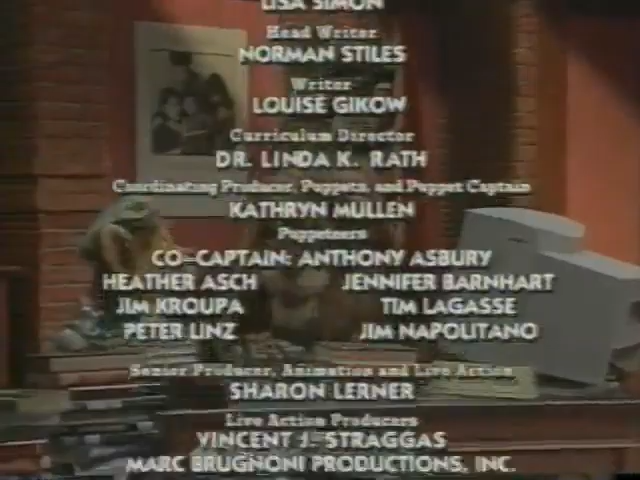 LISA SIMON
Head Writer
NORMAN STILES
Writer
LOUISE GIKOW
Curriculum Director
DR. LINDA K. RATH
Coordinating Producer, Puppets, and Puppet Captain
KATHRYN MULLEN
Puppeteers
CO-CAPTAIN: ANTHONY ASBURY
HEATHER ASCH JENNIFER BARNHART
JIM KROUPA TIM LAGASSE
PETER LINZ JIM NAPOLITANO
Senior Producer, Animation and Live Action
SHARON LERNER
Live Action Producers
VINCENT J. STRAGGAS
MARC BRUGNONI PRODUCTIONS, INC.